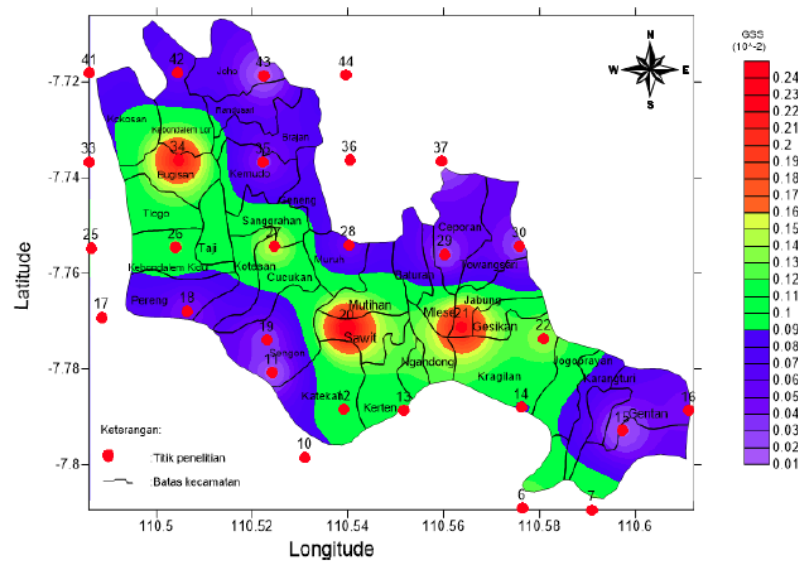 GSS
(10^-2)
N
W E
S
41
42
43
44
-7.72
Joho
0.24
0.23
0.22
0.21
0.2
0.19
0.18
0.17
0.16
0.15
0.14
0.13
0.12
0.11
0.1
0.09
0.08
0.07
0.06
0.05
0.04
0.03
0.02
0.01
Kokosan
Kebondalem Lor
Brajan
33
34
35
36
37
-7.74
Bugisan
Kemudo
Geneng
Tlogo
Sanggrahan
Ceporan
25
26
27
28
29
30
Taji
Muruh
Towangsan
-7.76
Kebondalem Kidul
Kotesan
Cucukan
Baturan
Latitude
Pereng
17
18
Mutihan
Jabung
19
20
Mlese
21
Gesikan
22
-7.78
Sengon
Sawit
11
Ngandong
Jogoprayan
Kragilan
Karangturi
Katekan
12
13
14
Kerten
Gentan
15
16
Keterangan:
10
-7.8
:Titik penelitian
:Batas kecamatan
6
7
110.5
110.52
110.54
110.56
110.58
110.6
Longitude